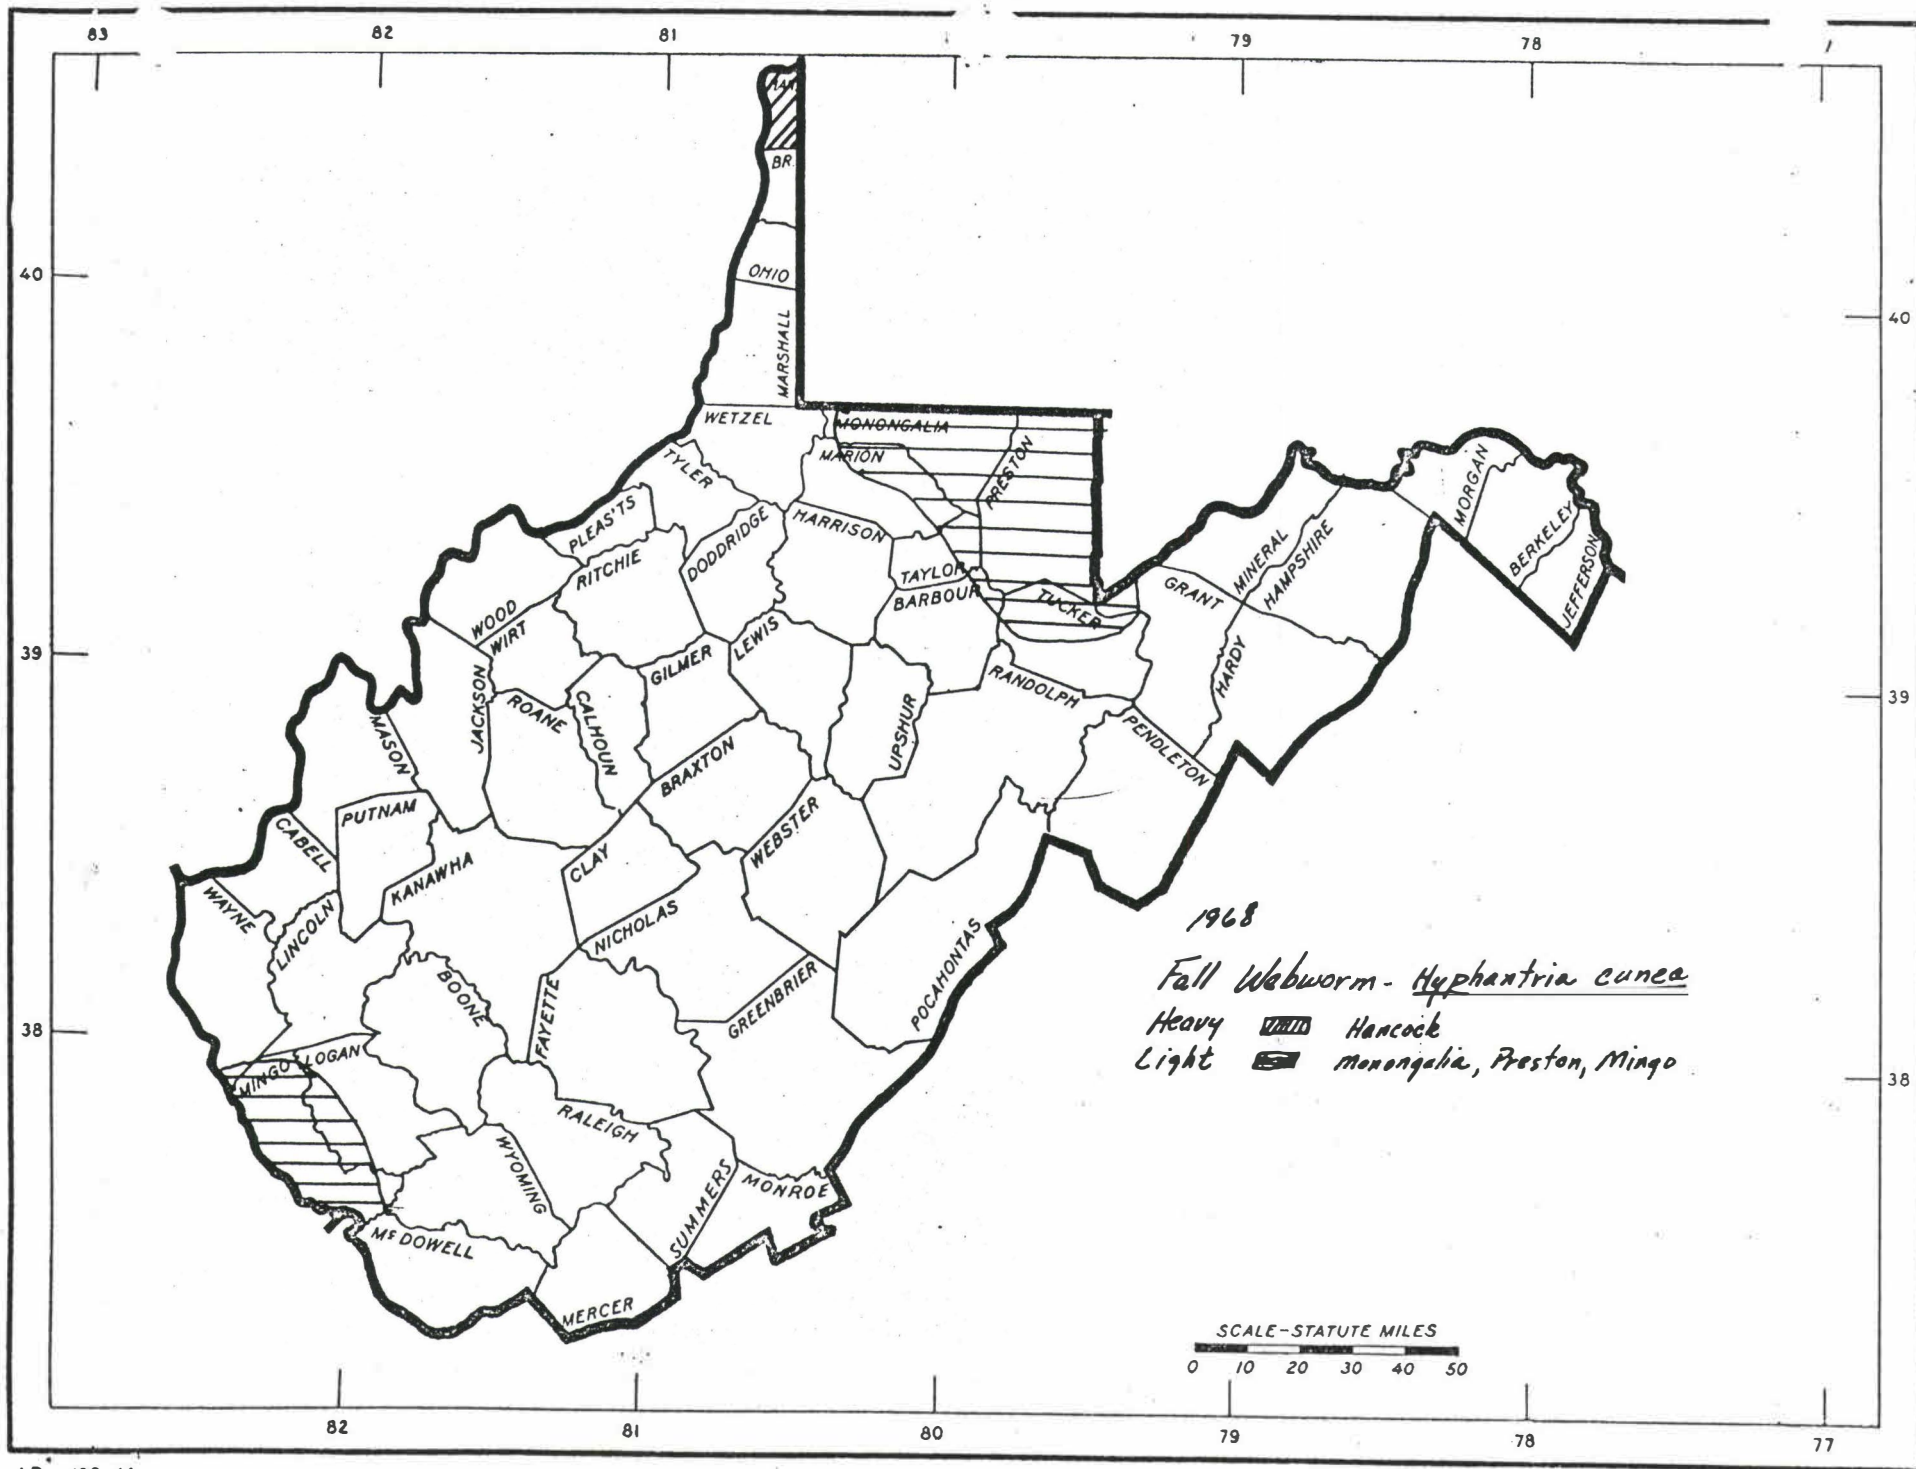 83 82 81 79 78
HAN.
BR.
40
OHIO
40
MARSHALL
WETZEL
MONONGALIA
MARION
PRESTON
TYLER
MORGAN
PLEAS'TS
DODDRIDGE
HARRISON
BERKELEY
RITCHIE
MINERAL
HAMPSHIRE
JEFFERSON
TAYLOR
BARBOUR
TUCKER
GRANT
WOOD
WIRT
39
GILMER
LEWIS
HARDY
JACKSON
ROANE
CALHOUN
RANDOLPH
39
MASON
UPSHUR
PENDLETON
BRAXTON
PUTNAM
WEBSTER
CABELL
KANAWHA
CLAY
WAYNE
LINCOLN
NICHOLAS
POCAHONTAS
1968
Fall Webworm - Hyphantria cunea
BOONE
FAYETTE
GREENBRIER
Heavy Hancock
38
Light Monongalia, Preston, Mingo
38
MINGO
LOGAN
RALEIGH
WYOMING
SUMMERS
MONROE
McDOWELL
MERCER
SCALE-STATUTE MILES
0 10 20 30 40 50
82 81 80 79 78 77